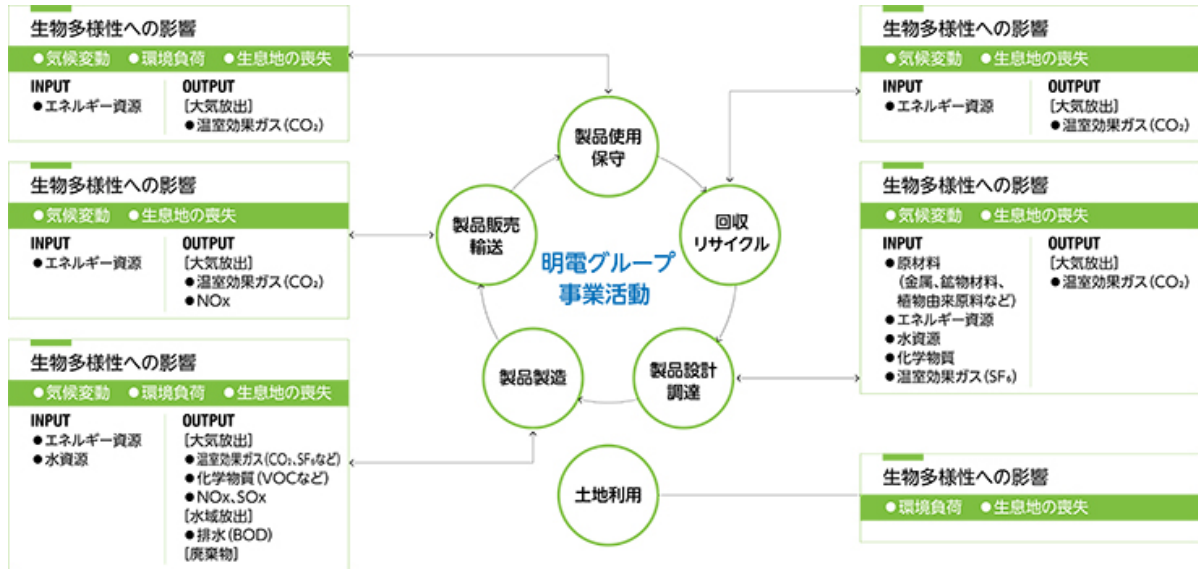 生物多様性への影響
●気候変動 ●環境負荷 ●生息地の喪失
INPUT
●エネルギー資源
OUTPUT
[大気放出]
●温室効果ガス(CO₂)
生物多様性への影響
●気候変動 ●生息地の喪失
INPUT
●エネルギー資源
OUTPUT
[大気放出]
●温室効果ガス(CO₂)
●NOx
生物多様性への影響
●気候変動 ●環境負荷 ●生息地の喪失
INPUT
●エネルギー資源
●水資源
OUTPUT
[大気放出]
●温室効果ガス(CO₂、SF₆など)
●化学物質(VOCなど)
●NOx、SOx
[水域放出]
●排水(BOD)
[廃棄物]
製品使用
保守
製品販売
輸送
回収
リサイクル
明電グループ
事業活動
製品製造
製品設計
調達
土地利用
生物多様性への影響
●気候変動 ●生息地の喪失
INPUT
●エネルギー資源
OUTPUT
[大気放出]
●温室効果ガス(CO₂)
生物多様性への影響
●気候変動 ●生息地の喪失
INPUT
●原材料
(金属、鉱物材料、
植物由来原料など)
●エネルギー資源
●水資源
●化学物質
●温室効果ガス(SF₆)
OUTPUT
[大気放出]
●温室効果ガス(CO₂)
生物多様性への影響
●環境負荷 ●生息地の喪失